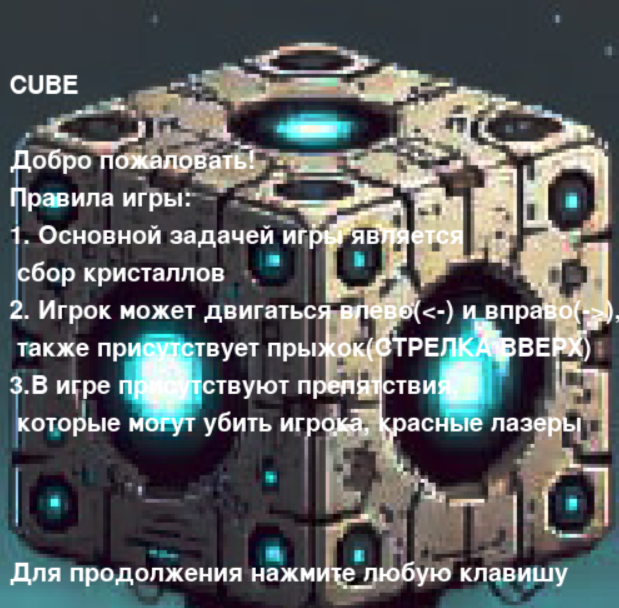 CUBE
Добро пожаловать!
Правила игры:
1. Основной задачей игры является
сбор кристаллов
2. Игрок может двигаться влево(<-) и вправо(->),
также присутствует прыжок(СТРЕЛКА ВВЕРХ)
3.В игре присутствуют препятствия,
которые могут убить игрока, красные лазеры
Для продолжения нажмите любую клавишу